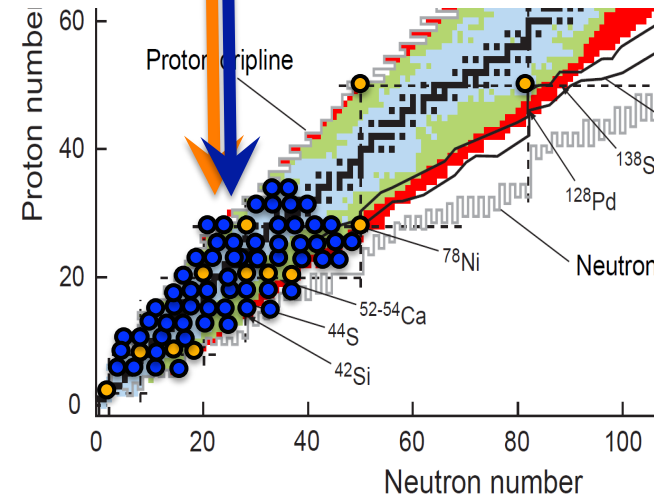 Proton number
60
40
20
0
Proton dripline
138S
128Pd
78Ni
Neutron
52-54Ca
44S
42Si
0 20 40 60 80 100
Neutron number